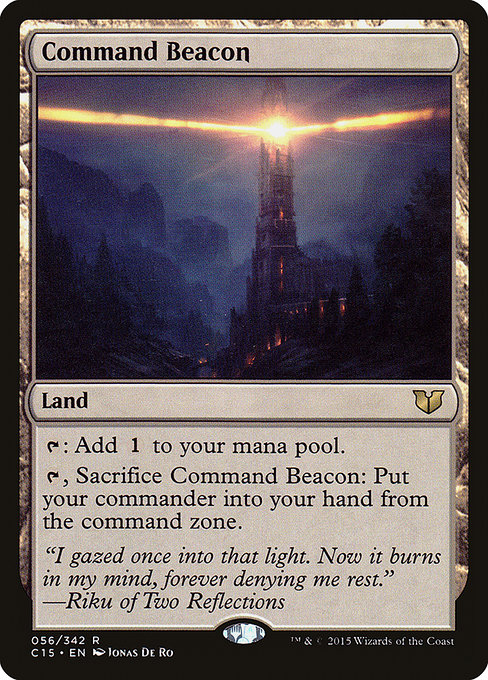 Command Beacon
Land
: Add 1 to your mana pool.
, Sacrifice Command Beacon: Put
your commander into your hand from
the command zone.
“I gazed once into that light. Now it burns
in my mind, forever denying me rest.”
—Riku of Two Reflections
056/342 R
C15 • EN Jonas De Ro
™ & © 2015 Wizards of the Coast